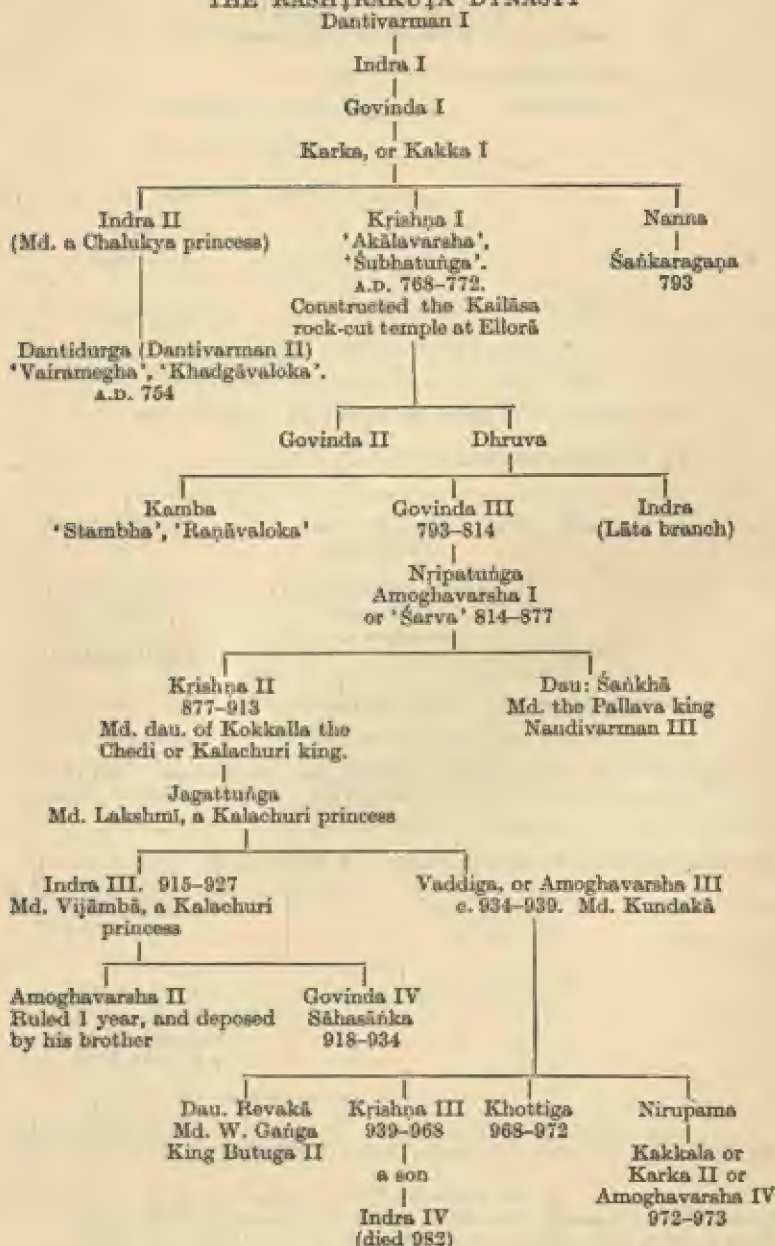 THE RĀSHṬRAKŪṬA DYNASTY
Dantivarman I
Indra I
Govinda I
Karka, or Kakka I
Indra II
(Md. a Chalukya princess)
Kṛishṇa I
'Akālavarsha',
'Śubhatuṅga'.
A.D. 768–772.
Constructed the Kailāsa
rock-cut temple at Ellorā
Nanna
Śaṅkaragaṇa
793
Dantidurga (Dantivarman II)
'Vairamegha', 'Khadgāvaloka'.
A.D. 754
Govinda II
Dhruva
Kamba
'Stambha', 'Raṇāvaloka'
Govinda III
793–814
Indra
(Lāta branch)
Nṛipatuṅga
Amoghavarsha I
or 'Śarva' 814–877
Kṛishṇa II
877–913
Md. dau. of Kokkalla the
Chedi or Kalachuri king.
Dau: Śaṅkhā
Md. the Pallava king
Nandivarman III
Jagattuṅga
Md. Lakshmī, a Kalachuri princess
Indra III. 915–927
Md. Vijāmbā, a Kalachuri
princess
Vaddiga, or Amoghavarsha III
c. 934–939. Md. Kundakā
Amoghavarsha II
Ruled 1 year, and deposed
by his brother
Govinda IV
Sāhasāṅka
918–934
Dau. Revakā
Md. W. Gaṅga
King Butuga II
Kṛishṇa III
939–968
a son
Indra IV
(died 982)
Khottiga
968–972
Nirupama
Kakkala or
Karka II or
Amoghavarsha IV
972–973